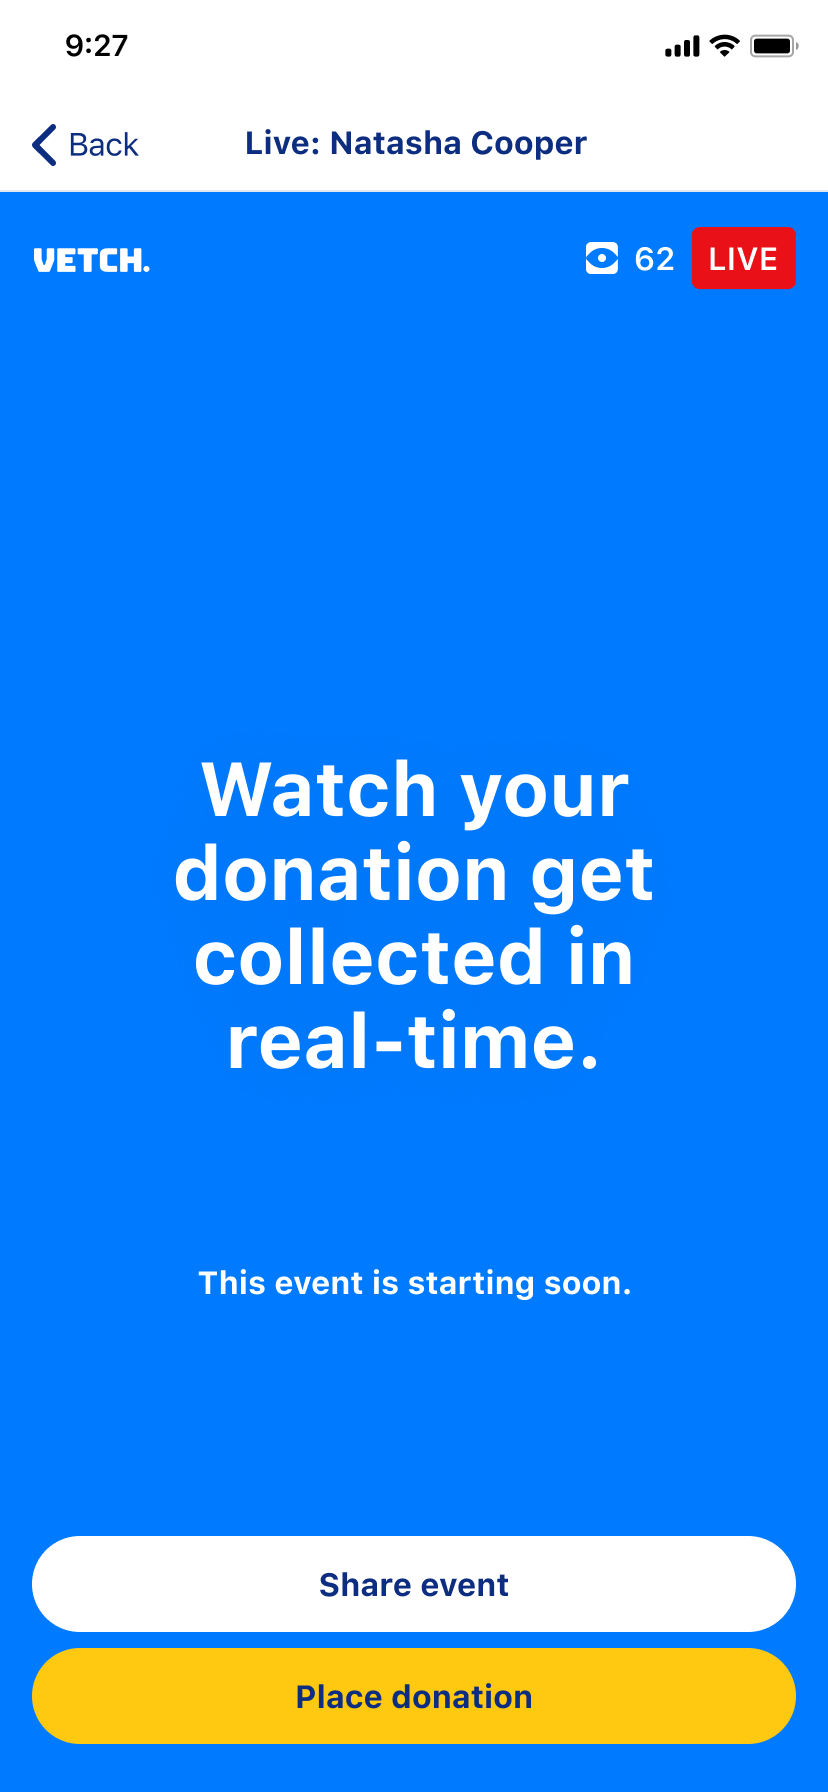 9:27
Back
Live: Natasha Cooper
VETCH.
62
LIVE
Watch your
donation get
collected in
real-time.
This event is starting soon.
Share event
Place donation